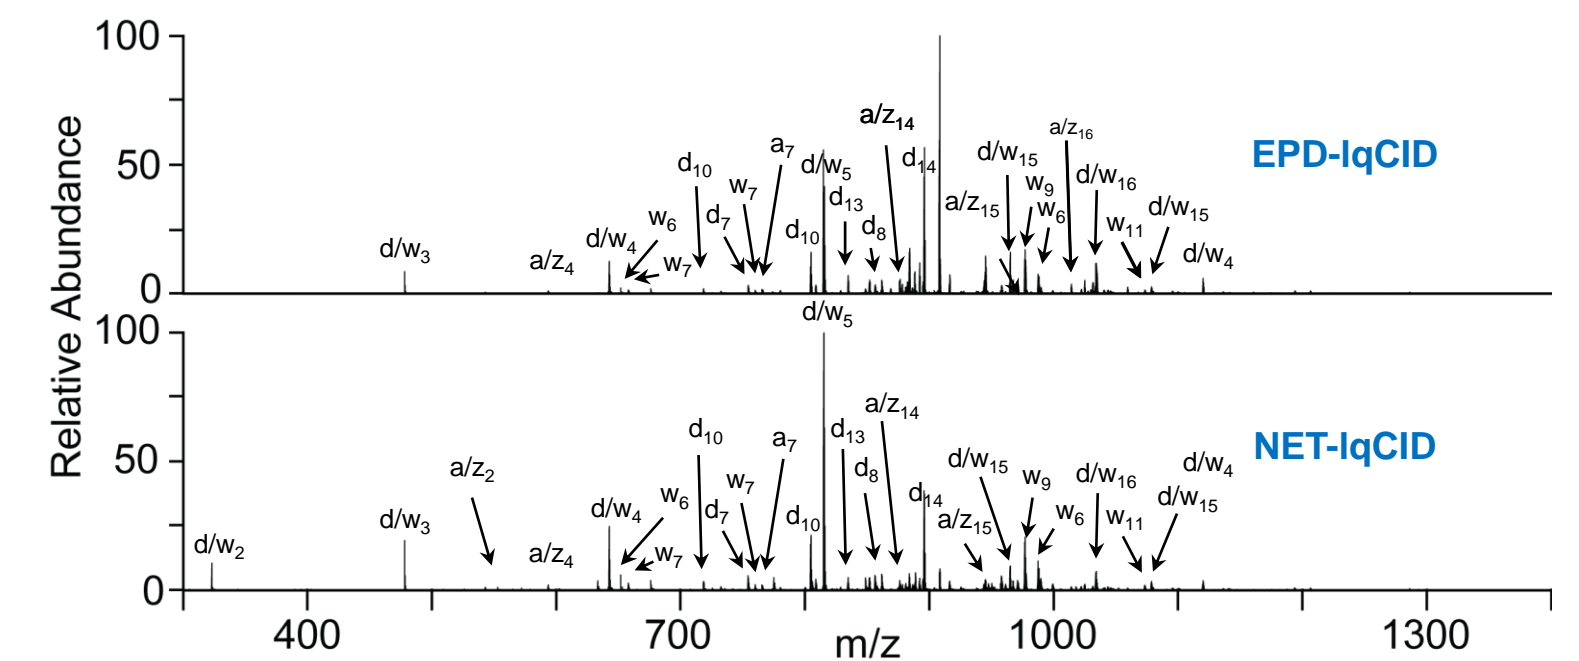 Relative Abundance
100
50
0
EPD-IqCID
d/w3
a/z4
d/w4
w6
w7
d10
d7
w7
a7
d10
d/w5
d13
d8
a/z14
d14
a/z15
d/w15
w9
w6
a/z16
d/w16
w11
d/w15
d/w4
100
50
0
NET-IqCID
d/w2
d/w3
a/z2
a/z4
d/w4
w6
w7
d10
d7
w7
a7
d10
d/w5
d13
d8
a/z14
d14
a/z15
d/w15
w9
w6
d/w16
w11
d/w15
d/w4
400
700
1000
1300
m/z